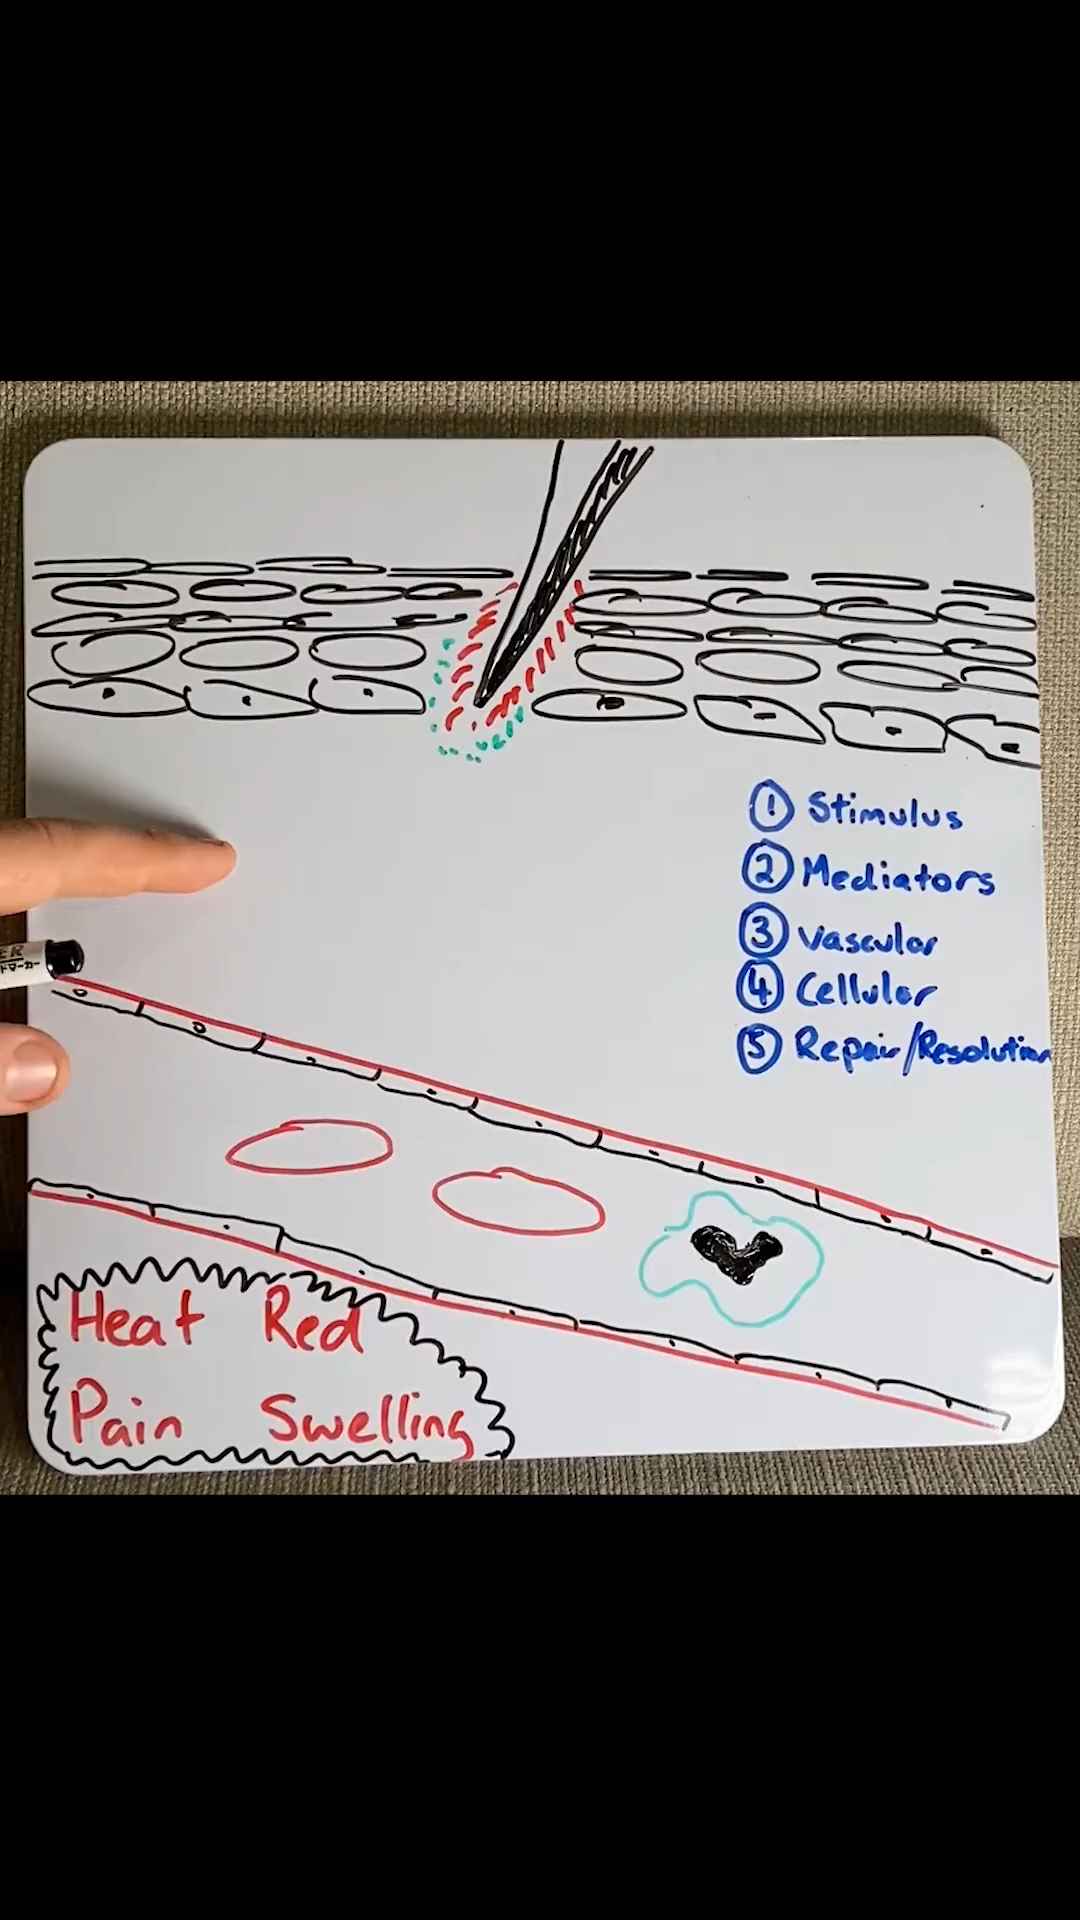 ① Stimulus
② Mediators
③ Vascular
④ Cellular
⑤ Repair/Resolution
Heat Red
Pain Swelling